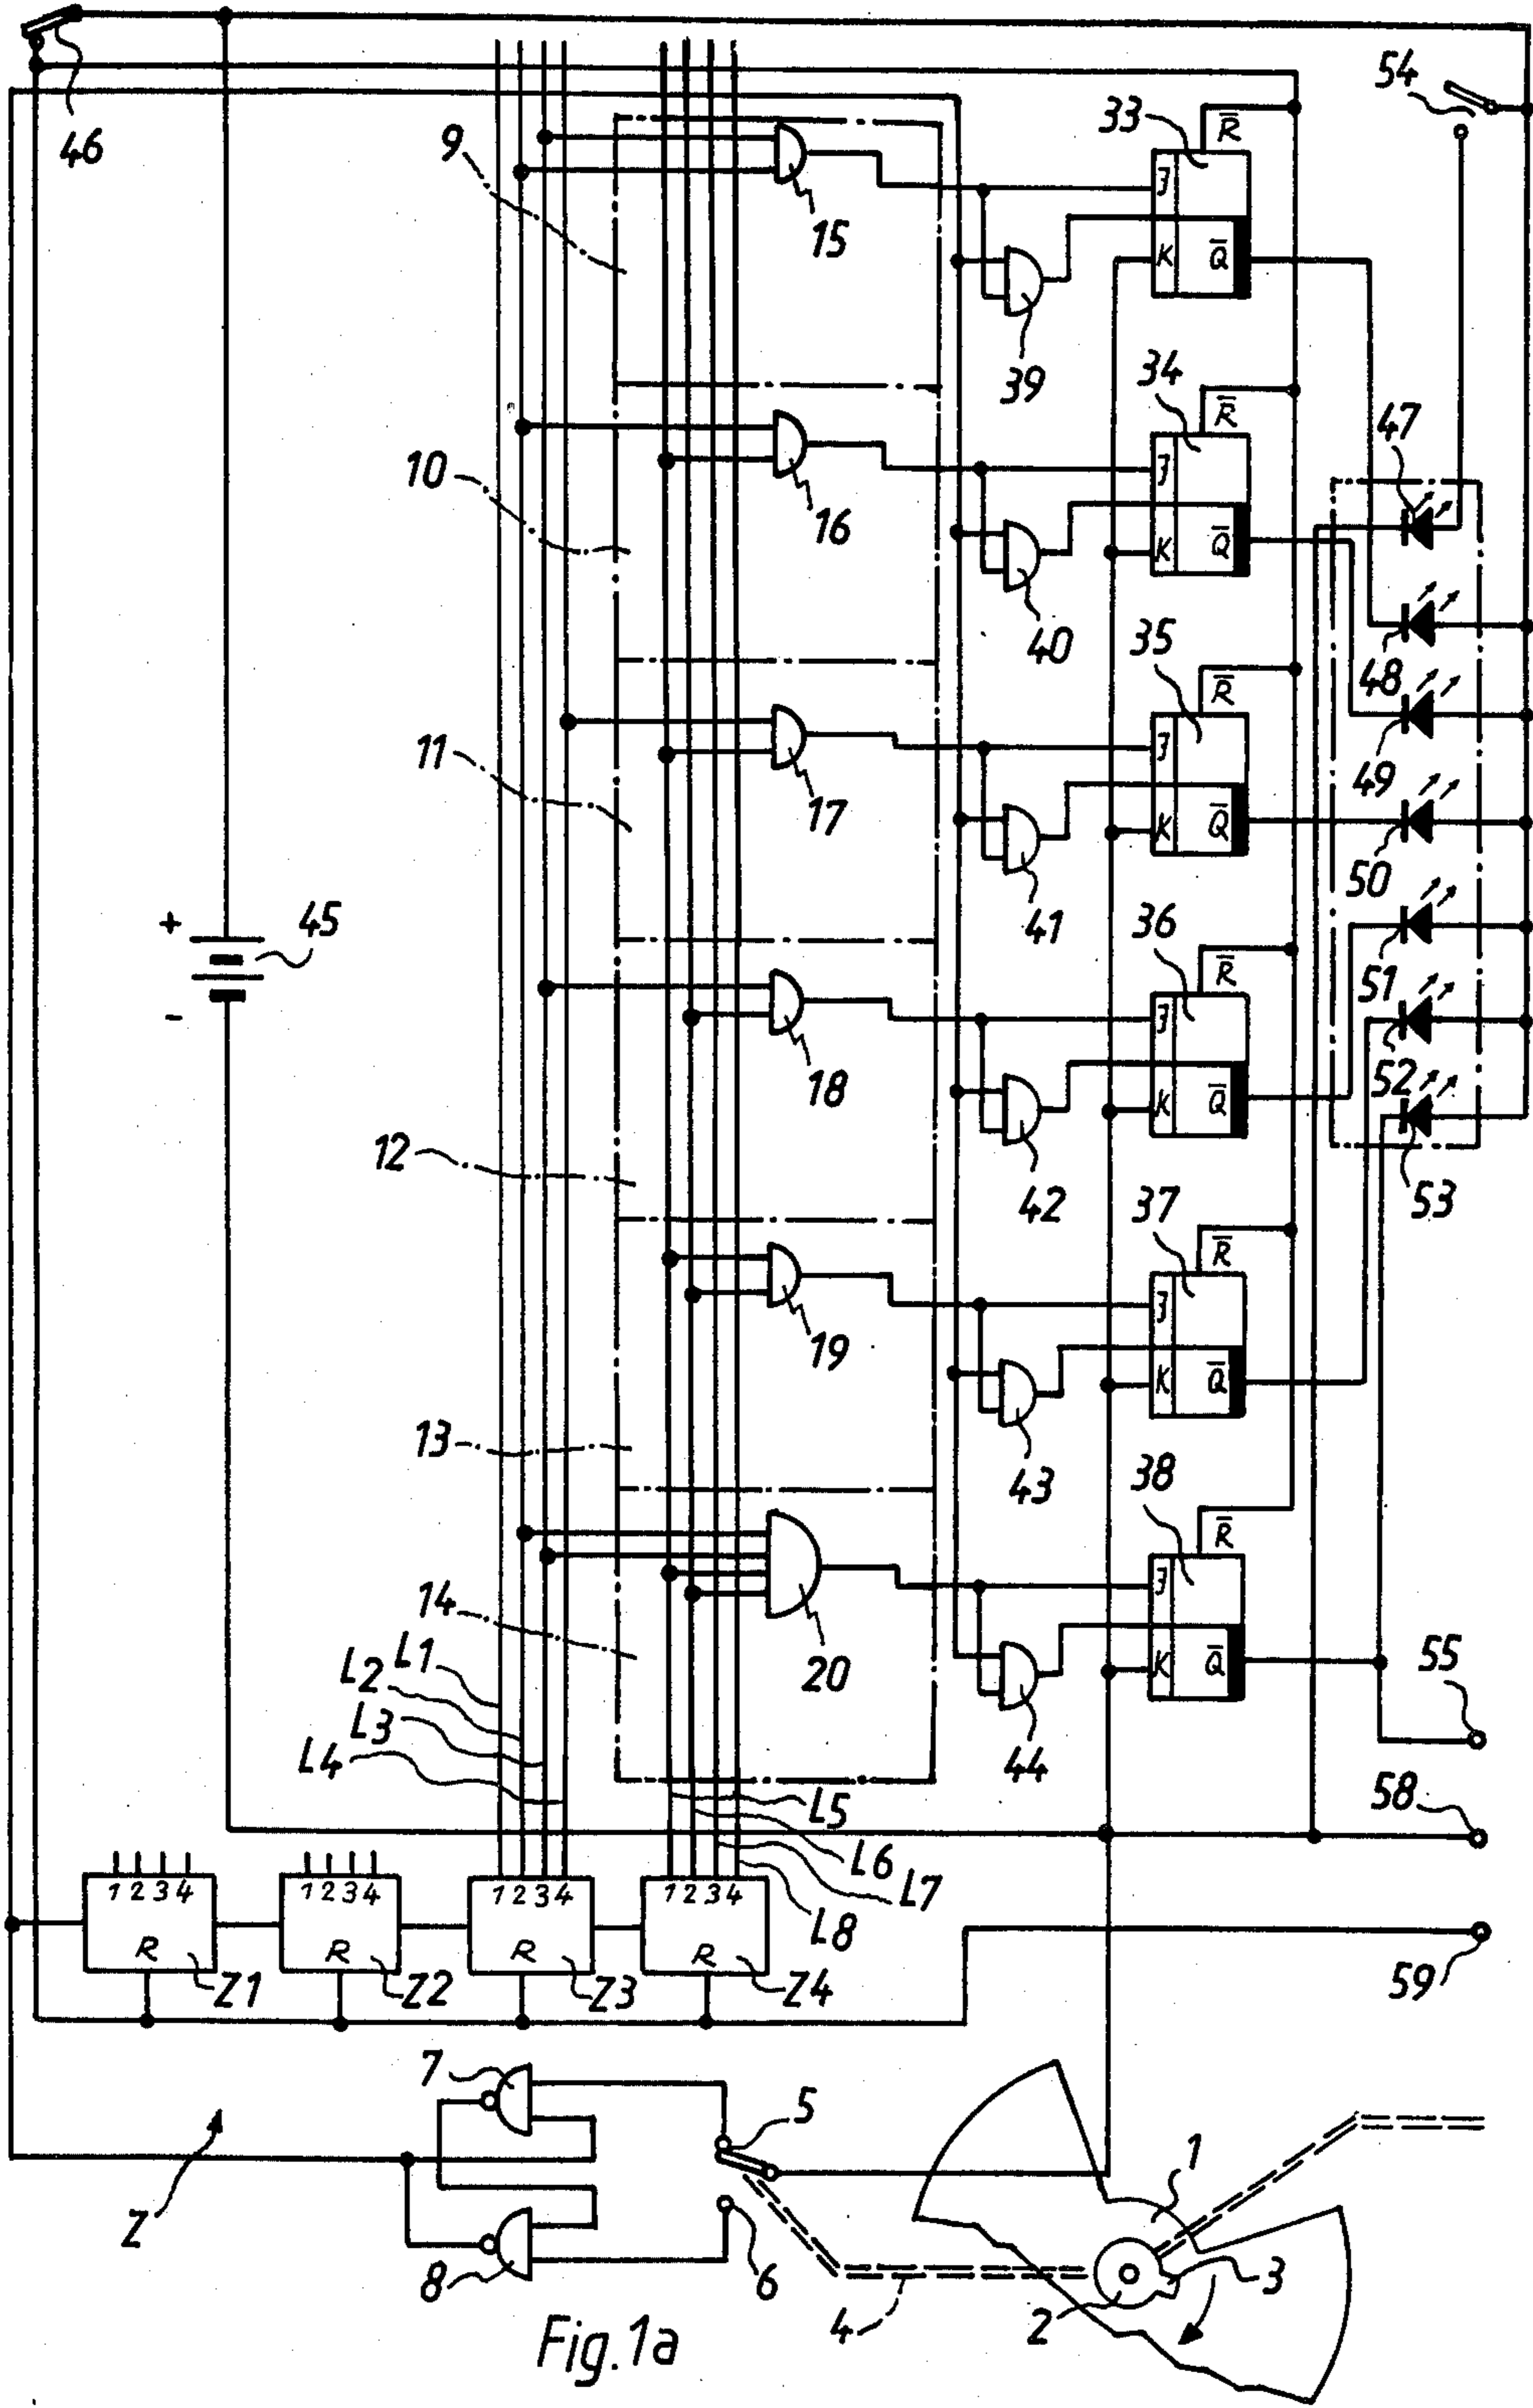 46
9
15
33
R̅
J
K
Q̅
54
39
34
R̅
47
10
16
J
K
Q̅
40
35
R̅
48
11
17
J
K
Q̅
49
50
41
36
R̅
+
45
-
18
J
K
Q̅
51
52
53
12
42
37
R̅
19
J
K
Q̅
13
43
38
R̅
14
20
J
K
Q̅
L1
L2
L3
L4
44
55
L5
L6
L7
L8
58
1 2 3 4
1 2 3 4
1 2 3 4
1 2 3 4
R
R
R
R
Z1
Z2
Z3
Z4
59
7
5
1
Z
8
6
4
2
3
Fig.1a